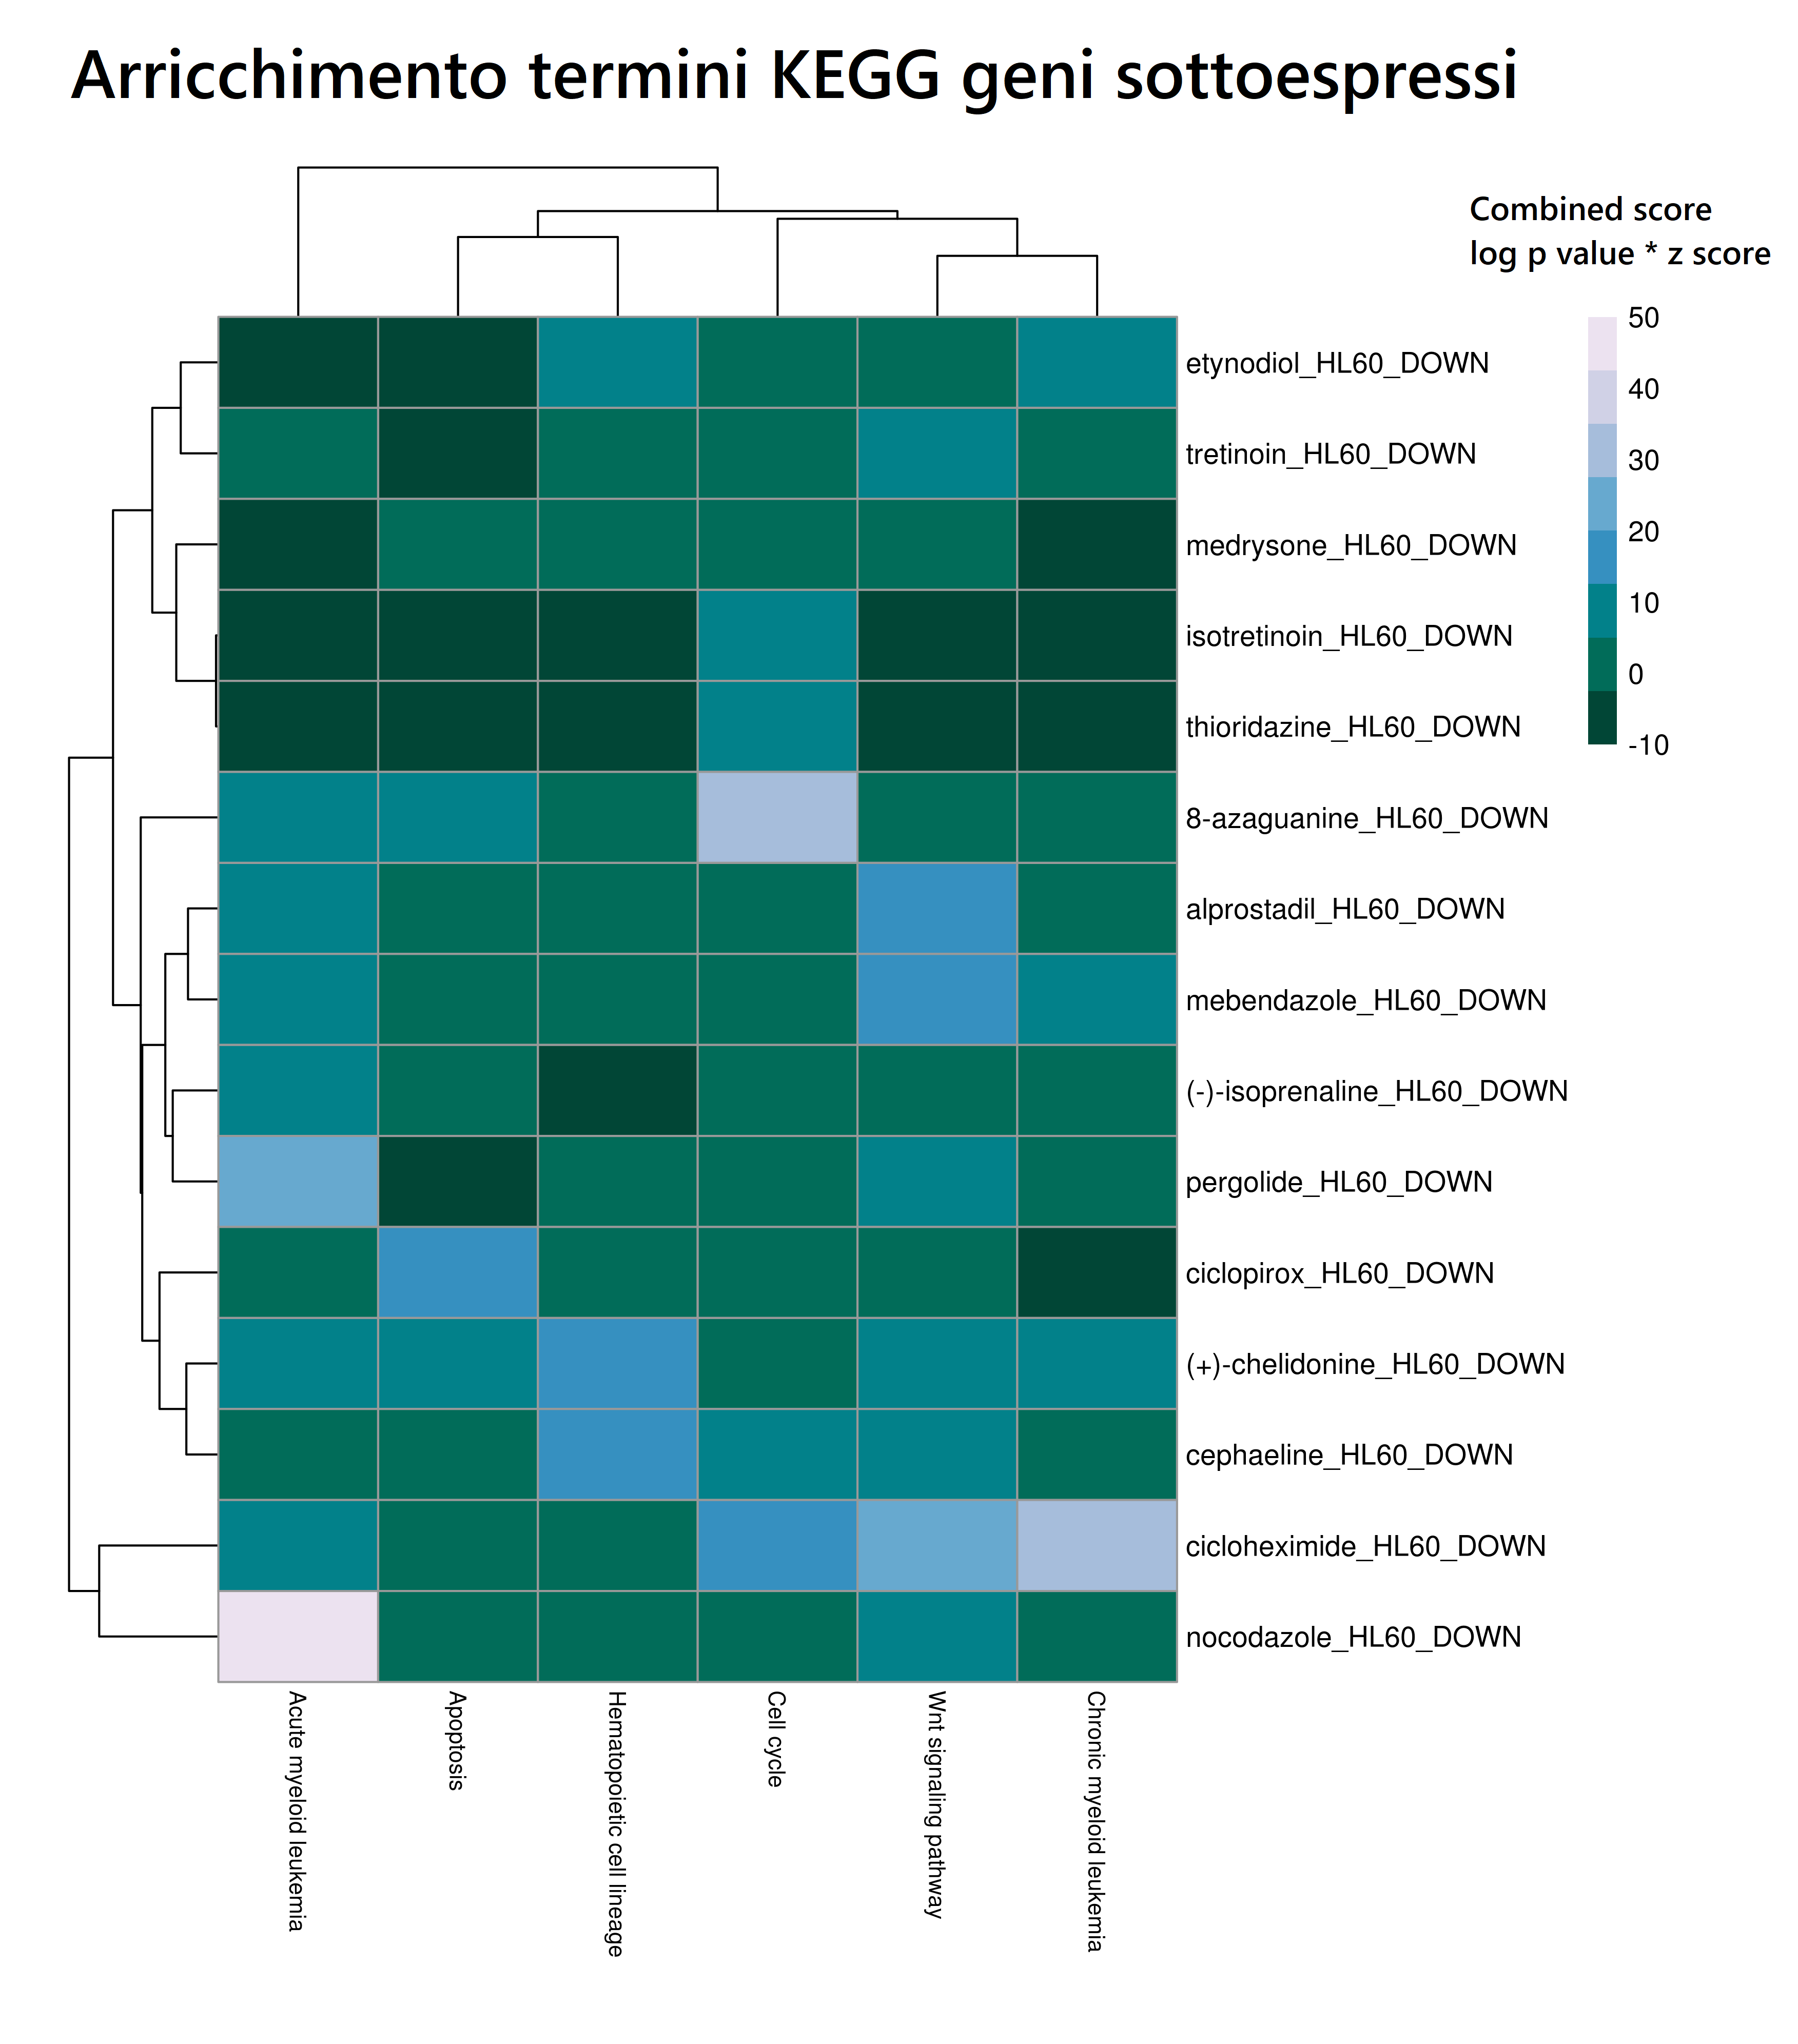 Arricchimento termini KEGG geni sottoespressi
Combined score
log p value * z score
50
40
30
20
10
0
-10
etynodiol_HL60_DOWN
tretinoin_HL60_DOWN
medrysone_HL60_DOWN
isotretinoin_HL60_DOWN
thioridazine_HL60_DOWN
8-azaguanine_HL60_DOWN
alprostadil_HL60_DOWN
mebendazole_HL60_DOWN
(-)-isoprenaline_HL60_DOWN
pergolide_HL60_DOWN
ciclopirox_HL60_DOWN
(+)-chelidonine_HL60_DOWN
cephaeline_HL60_DOWN
cicloheximide_HL60_DOWN
nocodazole_HL60_DOWN
Acute myeloid leukemia
Apoptosis
Hematopoietic cell lineage
Cell cycle
Wnt signaling pathway
Chronic myeloid leukemia